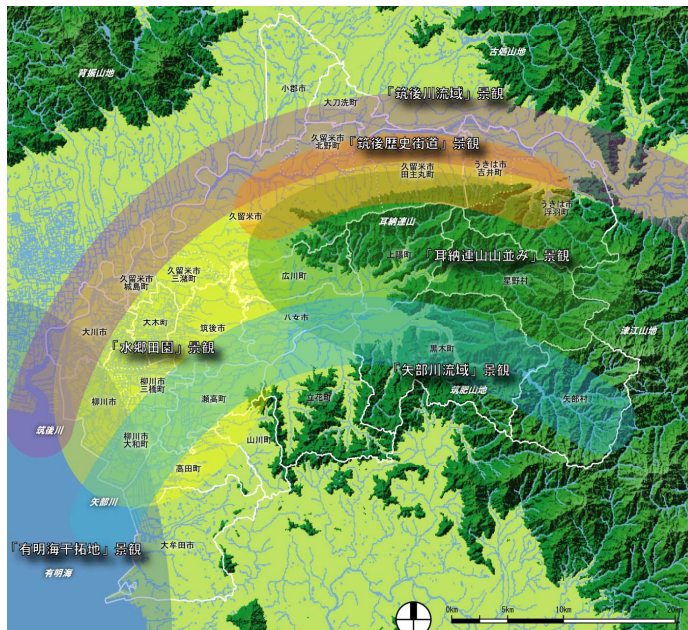 古処山地
背振山地
小郡市
「筑後川流域」景観
大刀洗町
久留米市
北野町
「筑後歴史街道」景観
久留米市
田主丸町
うきは市
吉井町
うきは市
浮羽町
久留米市
耳納連山
上陽町
「耳納連山山並み」景観
広川町
星野村
久留米市
三潴町
久留米市
城島町
大木町
大川市
筑後市
八女市
津江山地
「水郷田園」景観
黒木町
「矢部川流域」景観
柳川市
三橋町
瀬高町
立花町
筑肥山地
矢部村
柳川市
筑後川
柳川市
大和町
山川町
高田町
矢部川
大牟田市
「有明海干拓地」景観
有明海
0km
5km
10km
20km